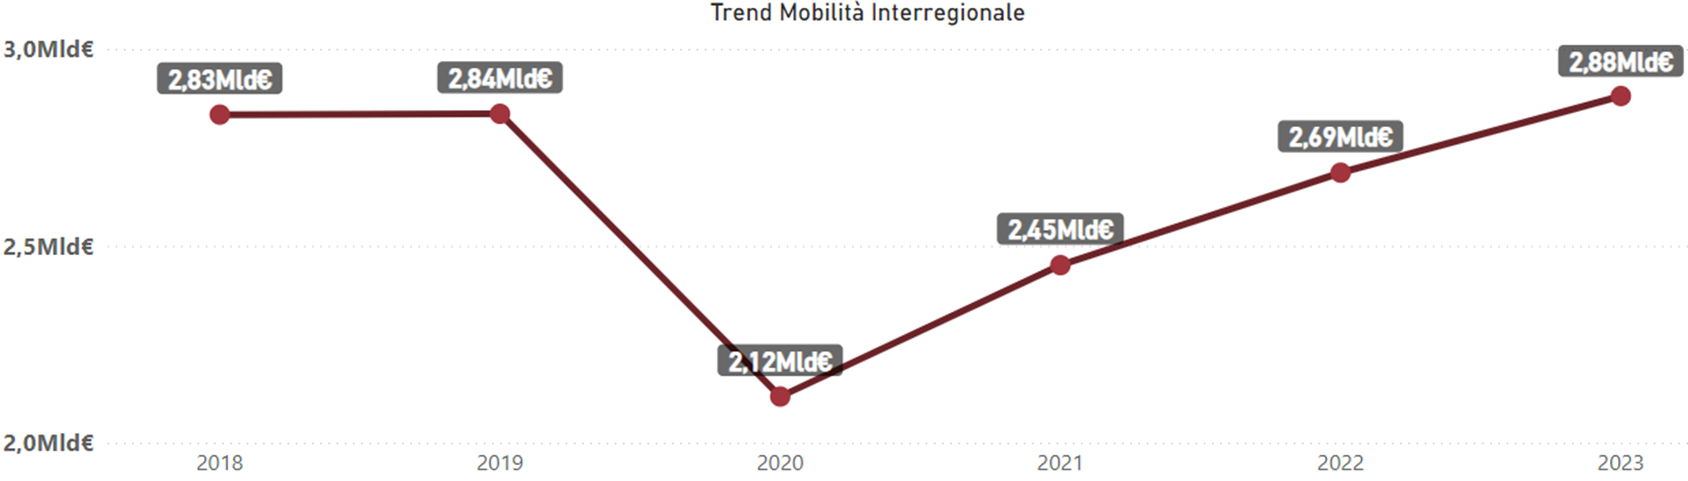 Trend Mobilità Interregionale
3,0Mld€
2,88Mld€
2,83Mld€
2,84Mld€
2,69Mld€
2,45Mld€
2,5Mld€
2,12Mld€
2,0Mld€
2018 2019 2020 2021 2022 2023